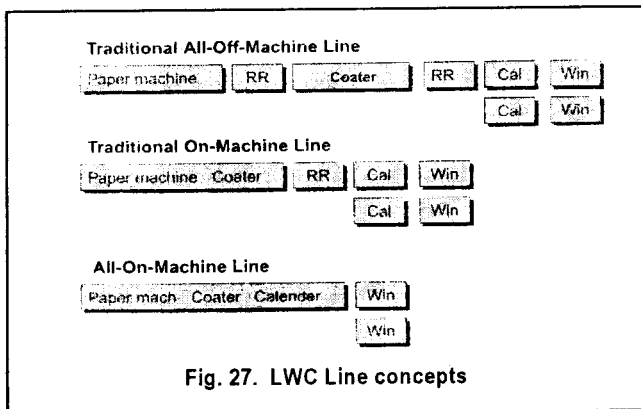 Traditional All-Off-Machine Line
Paper machine RR Coater RR Cal Win
Cal Win
Traditional On-Machine Line
Paper machine Coater RR Cal Win
Cal Win
All-On-Machine Line
Paper mach Coater Calender Win
Win
Fig. 27. LWC Line concepts